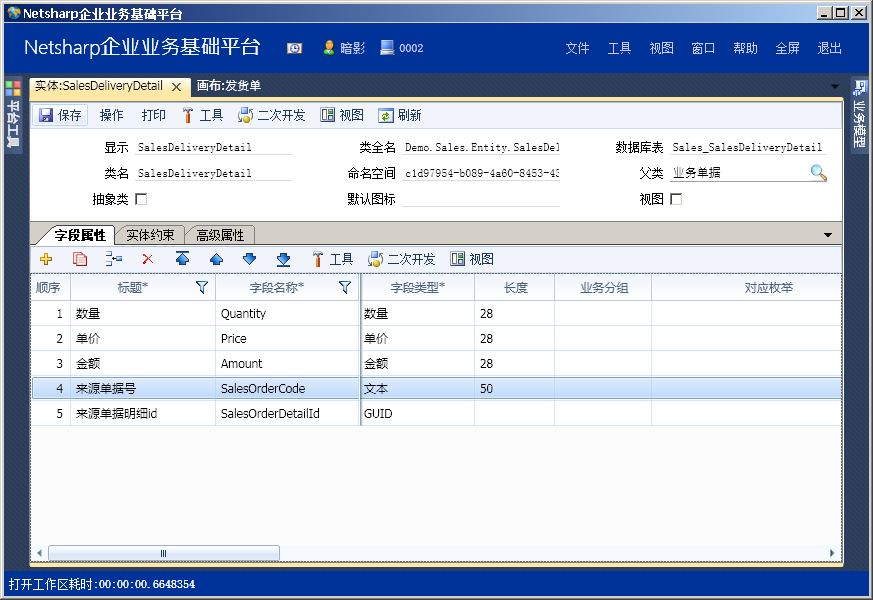 Netsharp企业业务基础平台
Netsharp企业业务基础平台 暗影 0002 文件 工具 视图 窗口 帮助 全屏 退出
平台工具
实体:SalesDeliveryDetail 画布:发货单
业务模型
保存 操作 打印 工具 二次开发 视图 刷新
显示 SalesDeliveryDetail 类全名 Demo.Sales.Entity.SalesDel 数据库表 Sales_SalesDeliveryDetail
类名 SalesDeliveryDetail 命名空间 c1d97954-b089-4a60-8453-43 父类 业务单据
抽象类 默认图标 视图
字段属性 实体约束 高级属性
工具 二次开发 视图
顺序 标题* 字段名称* 字段类型* 长度 业务分组 对应枚举
1 数量 Quantity 数量 28
2 单价 Price 单价 28
3 金额 Amount 金额 28
4 来源单据号 SalesOrderCode 文本 50
5 来源单据明细id SalesOrderDetailId GUID
打开工作区耗时:00:00:00.6648354